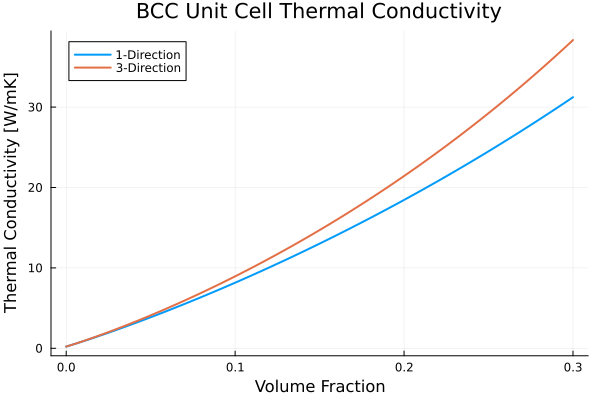 BCC Unit Cell Thermal Conductivity
1-Direction
3-Direction
Thermal Conductivity [W/mK]
30
20
10
0
0.0
0.1
0.2
0.3
Volume Fraction